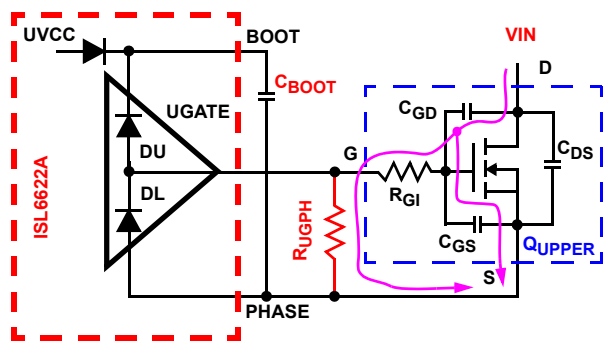 UVCC
BOOT
VIN
D
CBOOT
UGATE
CGD
CDS
DU
G
DL
RGI
ISL6622A
RUGPH
CGS
QUPPER
S
PHASE